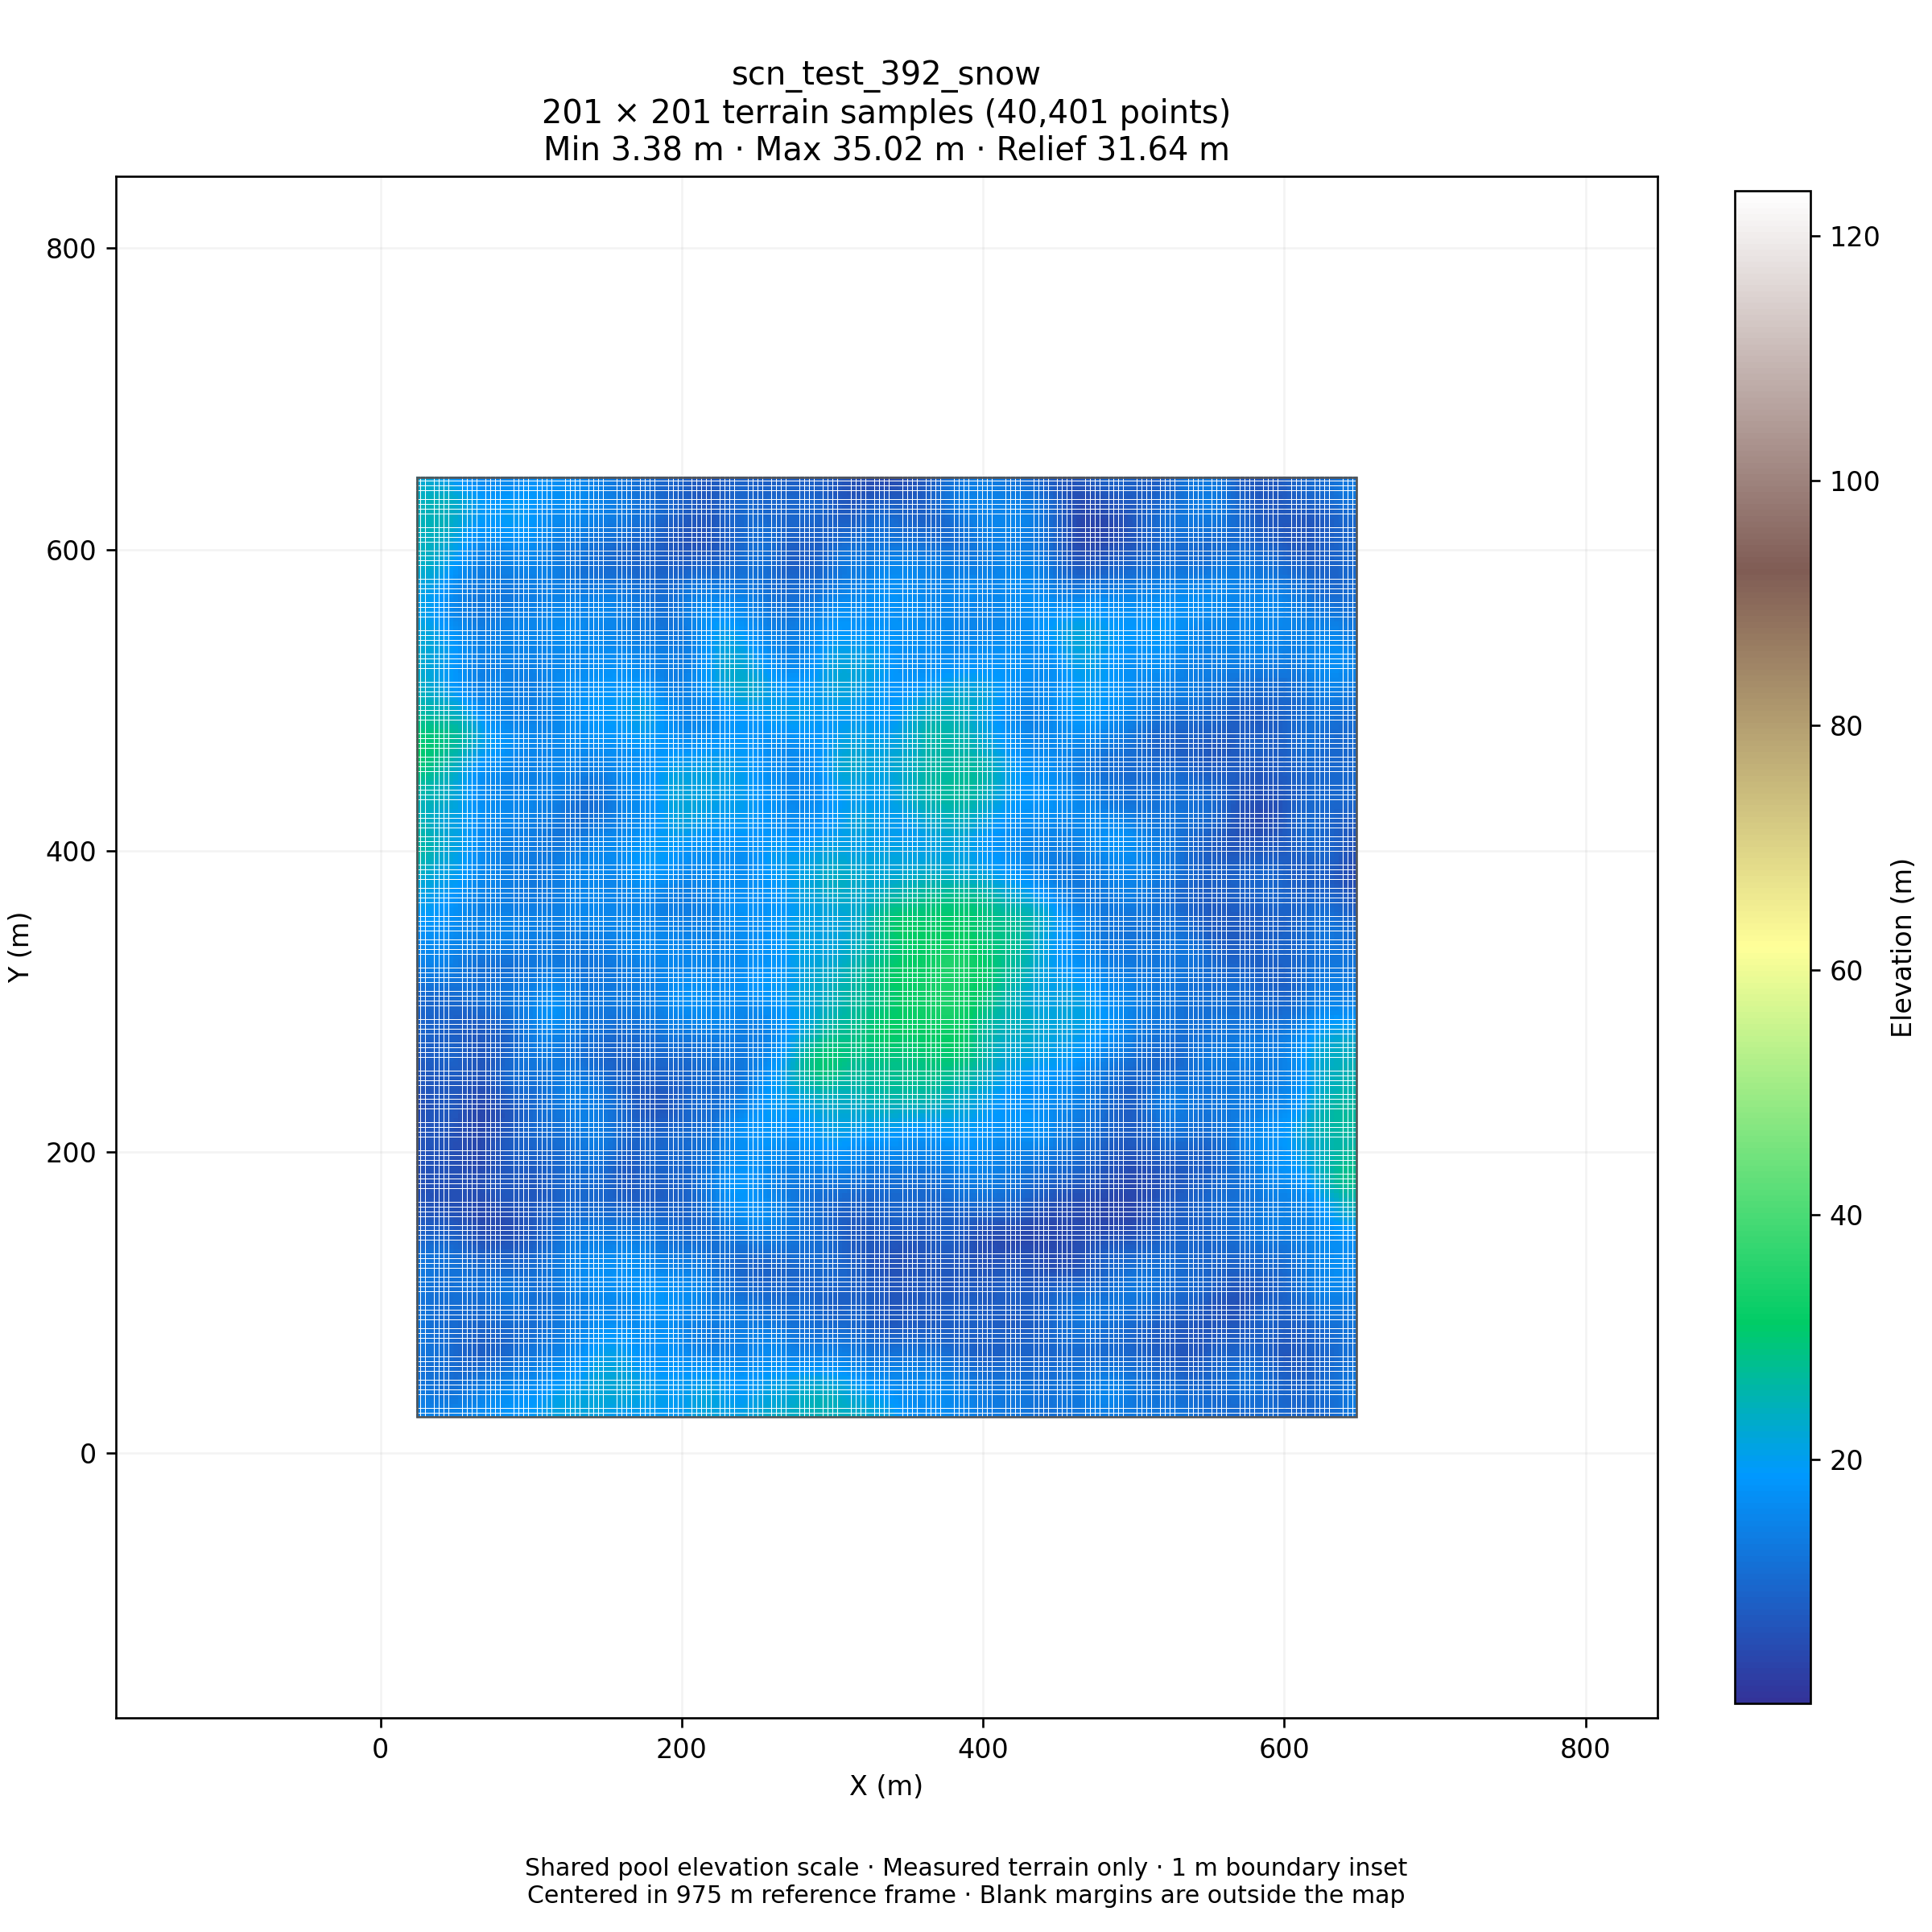 scn_test_392_snow
201 × 201 terrain samples (40,401 points)
Min 3.38 m · Max 35.02 m · Relief 31.64 m
800
600
400
200
0
Y (m)
0
200
400
600
800
X (m)
120
100
80
60
40
20
Elevation (m)
Shared pool elevation scale · Measured terrain only · 1 m boundary inset
Centered in 975 m reference frame · Blank margins are outside the map